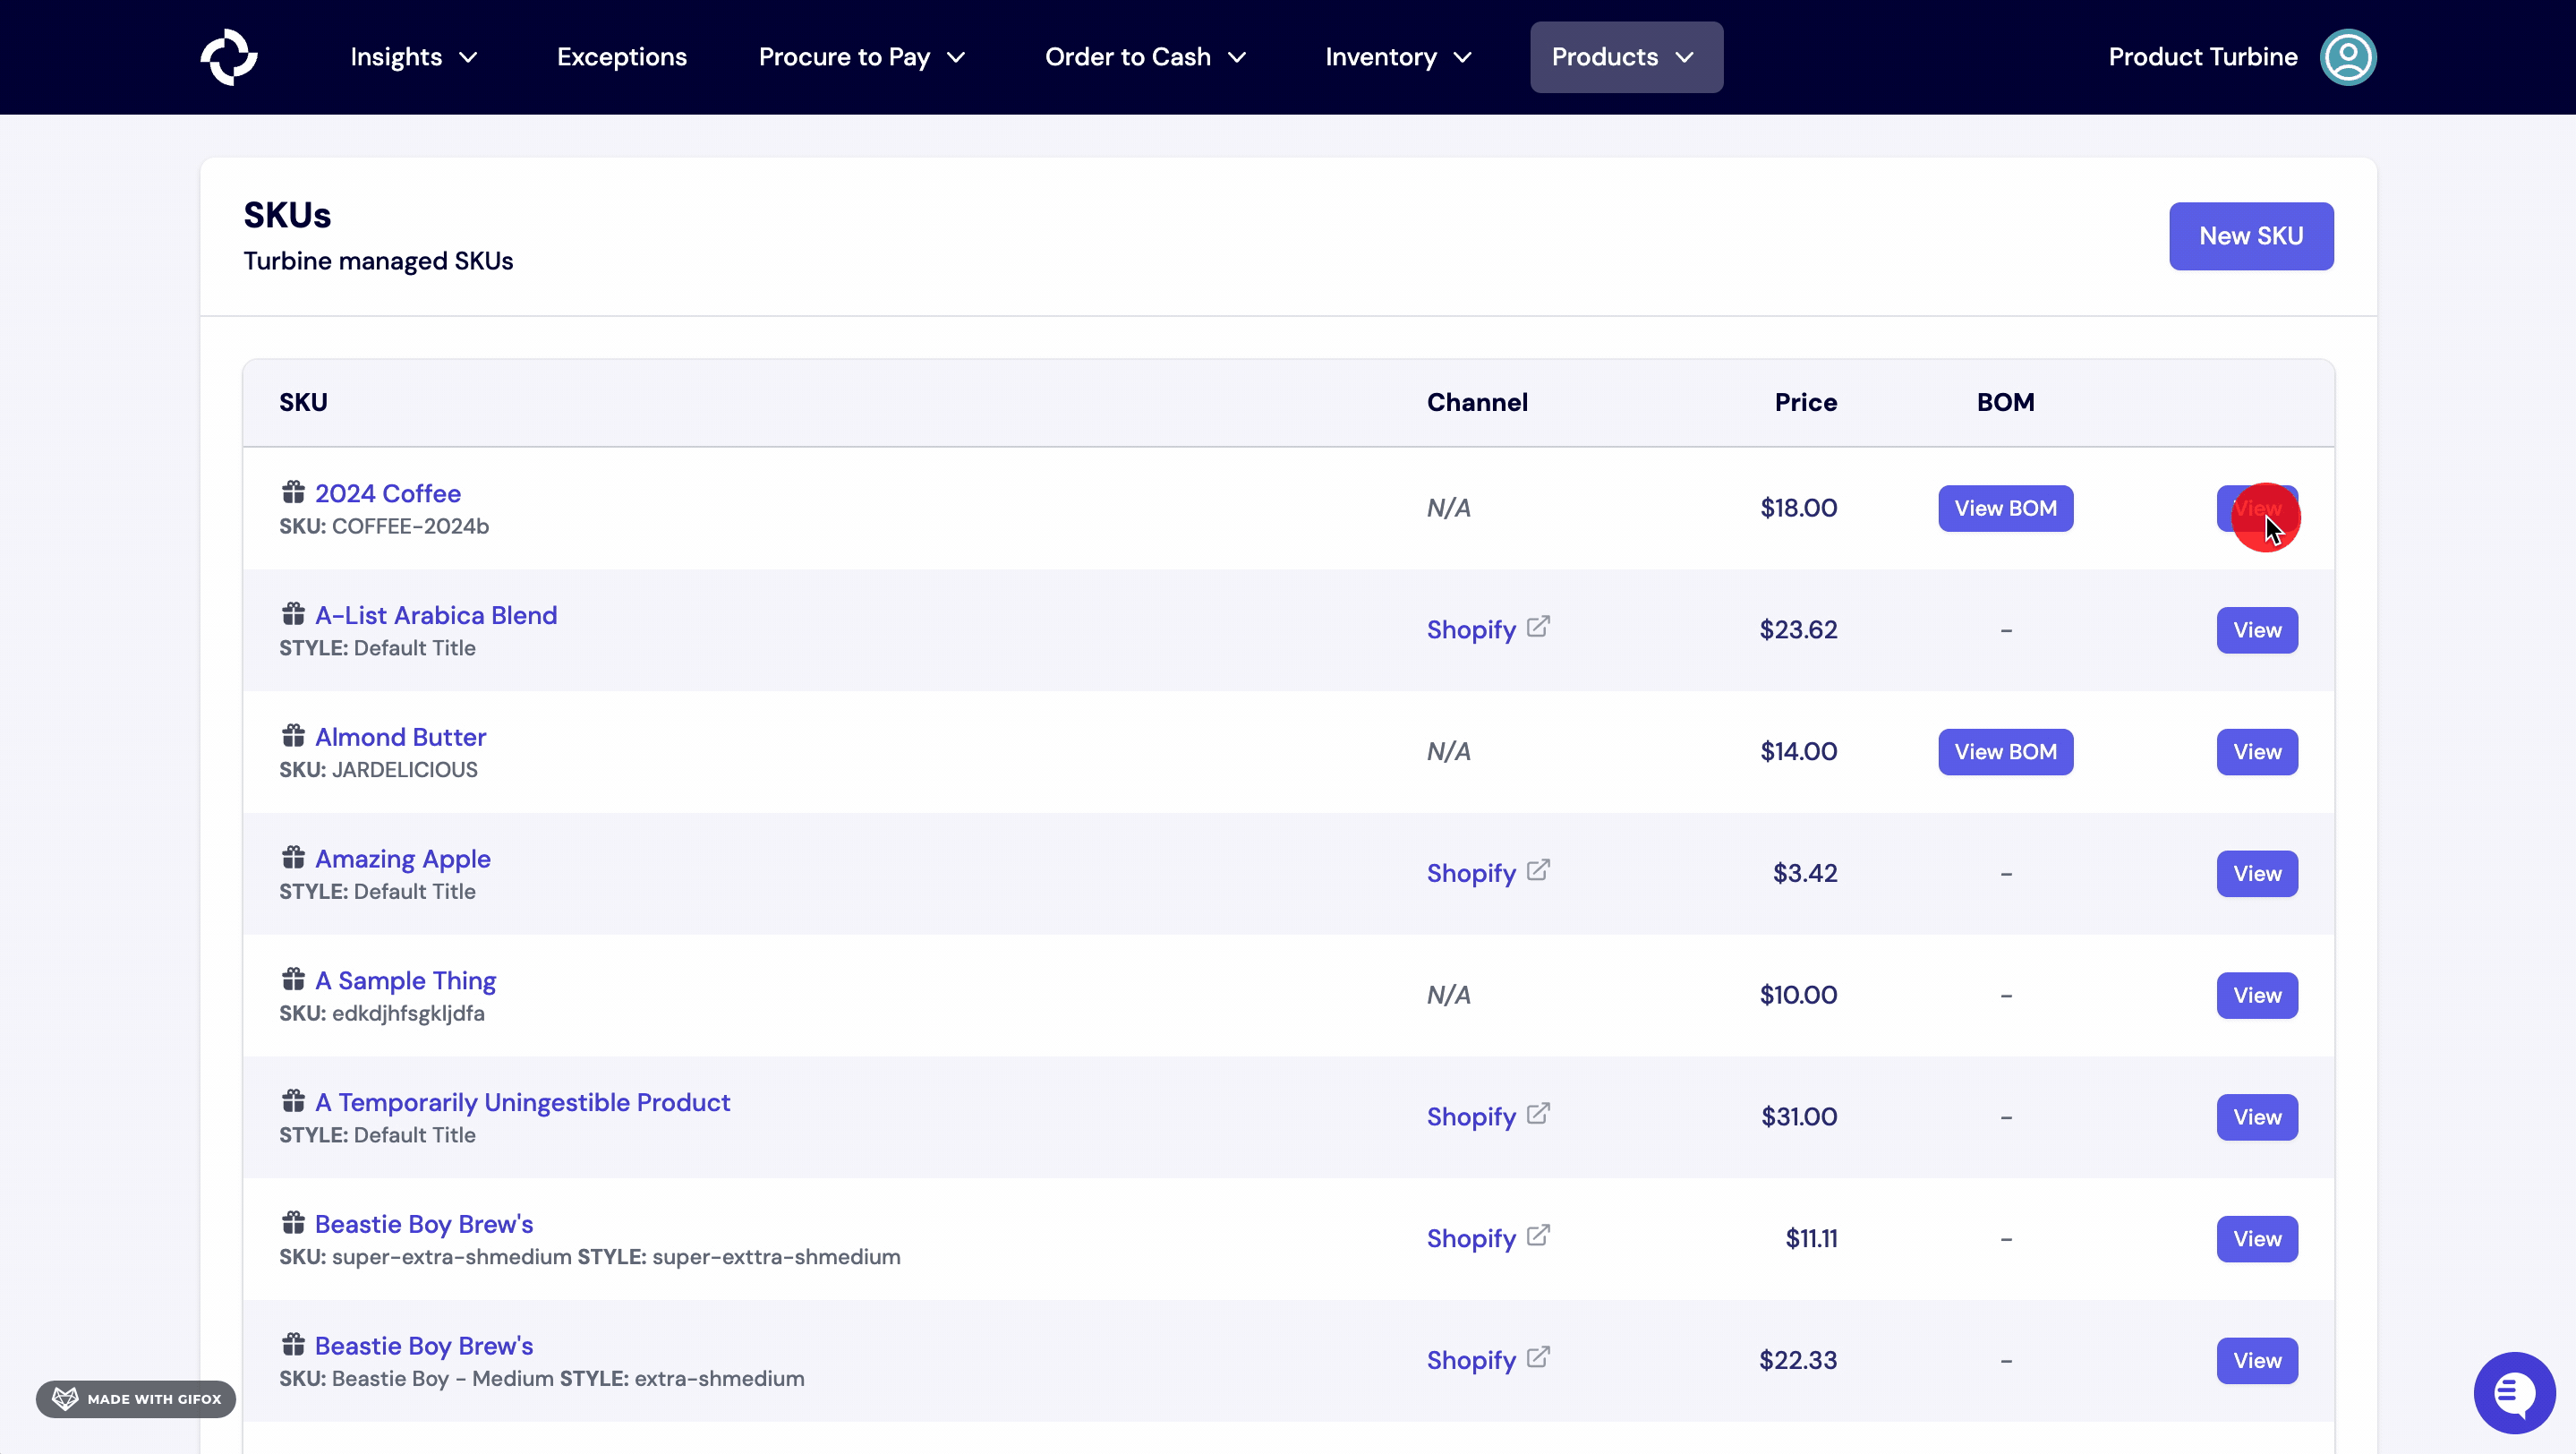 Insights Exceptions Procure to Pay Order to Cash Inventory Products Product Turbine
SKUs
Turbine managed SKUs
New SKU
SKU Channel Price BOM
2024 Coffee
SKU: COFFEE-2024b
N/A $18.00 View BOM View
A-List Arabica Blend
STYLE: Default Title
Shopify $23.62 - View
Almond Butter
SKU: JARDELICIOUS
N/A $14.00 View BOM View
Amazing Apple
STYLE: Default Title
Shopify $3.42 - View
A Sample Thing
SKU: edkdjhfsgkljdfa
N/A $10.00 - View
A Temporarily Uningestible Product
STYLE: Default Title
Shopify $31.00 - View
Beastie Boy Brew's
SKU: super-extra-shmedium STYLE: super-exttra-shmedium
Shopify $11.11 - View
Beastie Boy Brew's
SKU: Beastie Boy - Medium STYLE: extra-shmedium
Shopify $22.33 - View
MADE WITH GIFOX